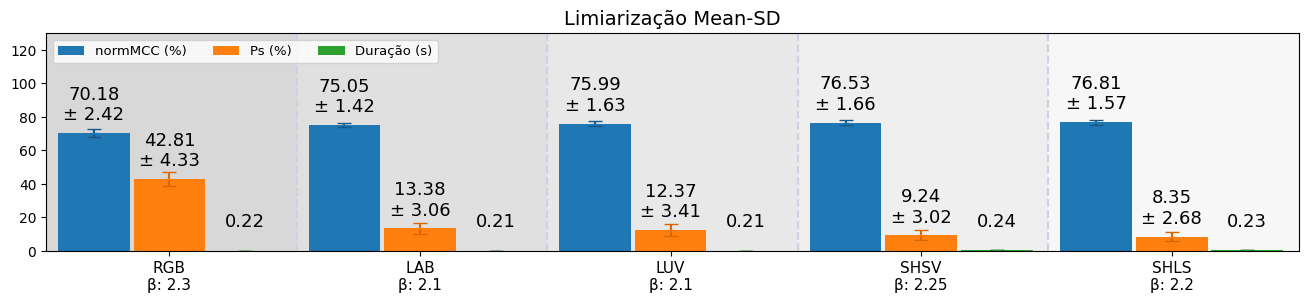 Limiarização Mean-SD
normMCC (%) Ps (%) Duração (s)
120
100
80
60
40
20
0
70.18
± 2.42
42.81
± 4.33
0.22
75.05
± 1.42
13.38
± 3.06
0.21
75.99
± 1.63
12.37
± 3.41
0.21
76.53
± 1.66
9.24
± 3.02
0.24
76.81
± 1.57
8.35
± 2.68
0.23
RGB
β: 2.3
LAB
β: 2.1
LUV
β: 2.1
SHSV
β: 2.25
SHLS
β: 2.2